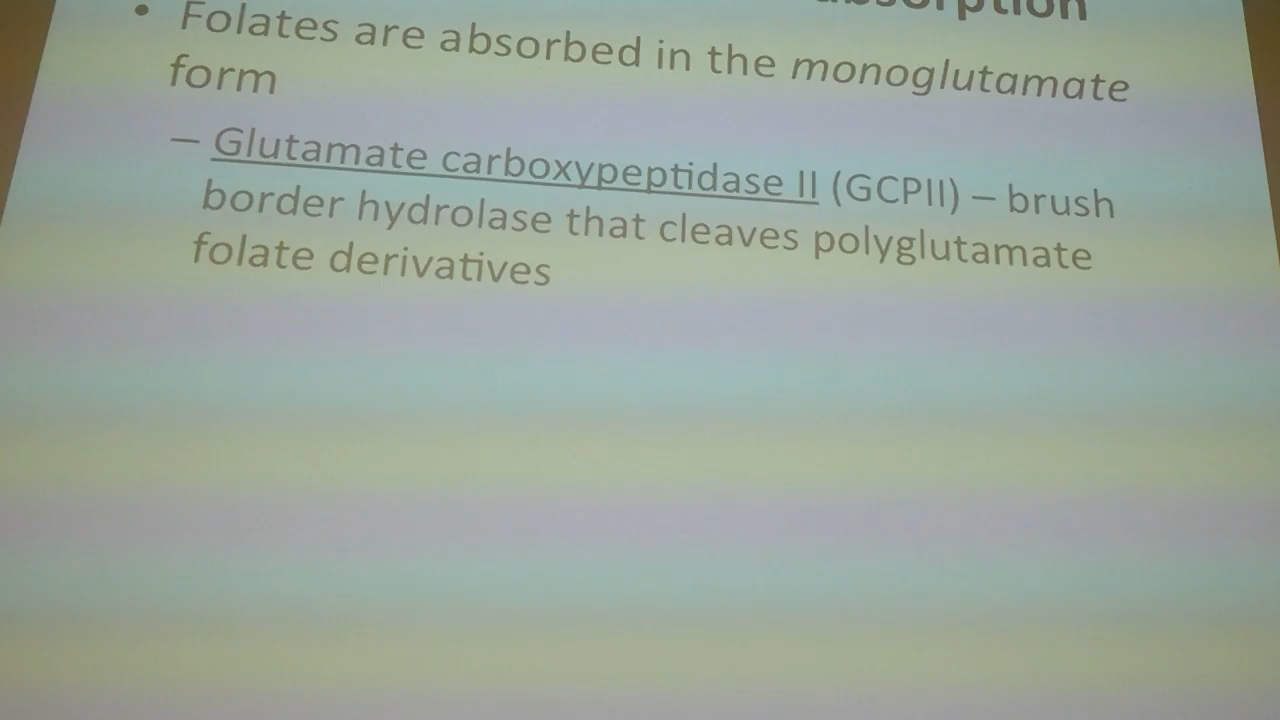 absorption
• Folates are absorbed in the monoglutamate
form
– Glutamate carboxypeptidase II (GCPII) – brush
border hydrolase that cleaves polyglutamate
folate derivatives